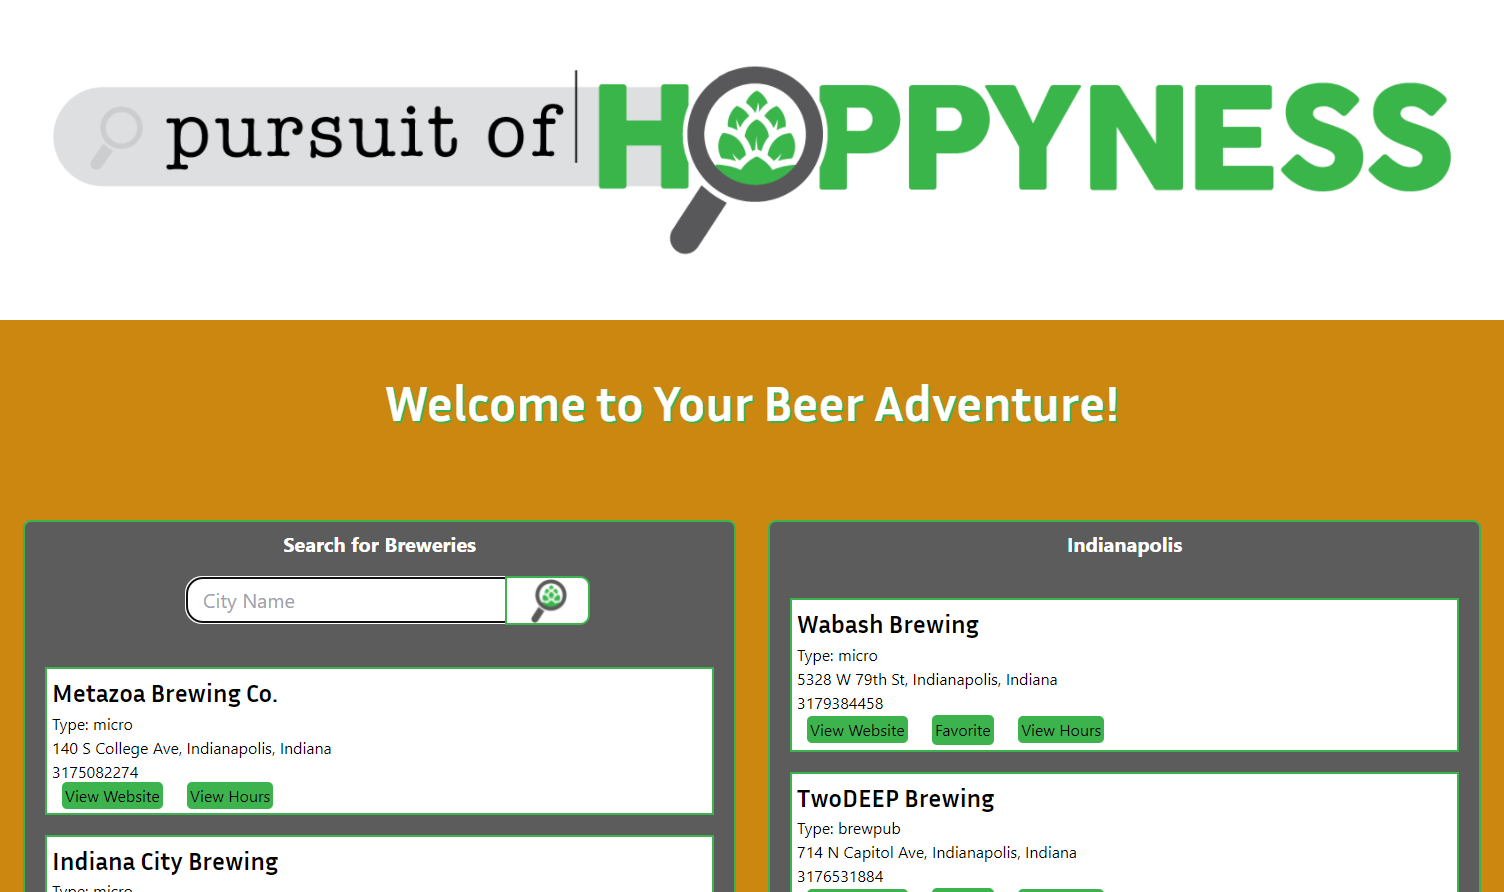 pursuit of HOPPYNESS
Welcome to Your Beer Adventure!
Search for Breweries
City Name
Metazoa Brewing Co.
Type: micro
140 S College Ave, Indianapolis, Indiana
3175082274
View Website View Hours
Indiana City Brewing
Type: micro
Indianapolis
Wabash Brewing
Type: micro
5328 W 79th St, Indianapolis, Indiana
3179384458
View Website Favorite View Hours
TwoDEEP Brewing
Type: brewpub
714 N Capitol Ave, Indianapolis, Indiana
3176531884